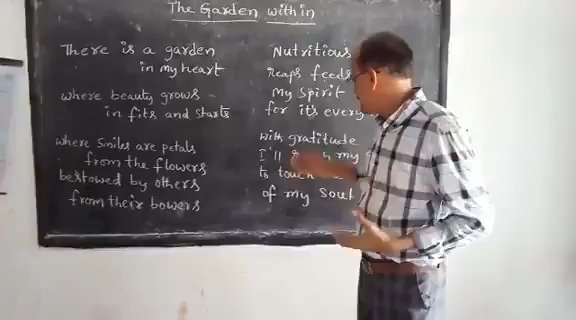 The Garden within
There is a garden
in my heart
where beauty grows
in fits and starts
where smiles are petals
from the flowers
bestowed by others
from their bowers
Nutritious
reaps feeds
my spirit
for it's every
with gratitude
I'll my
to touch
of my soul